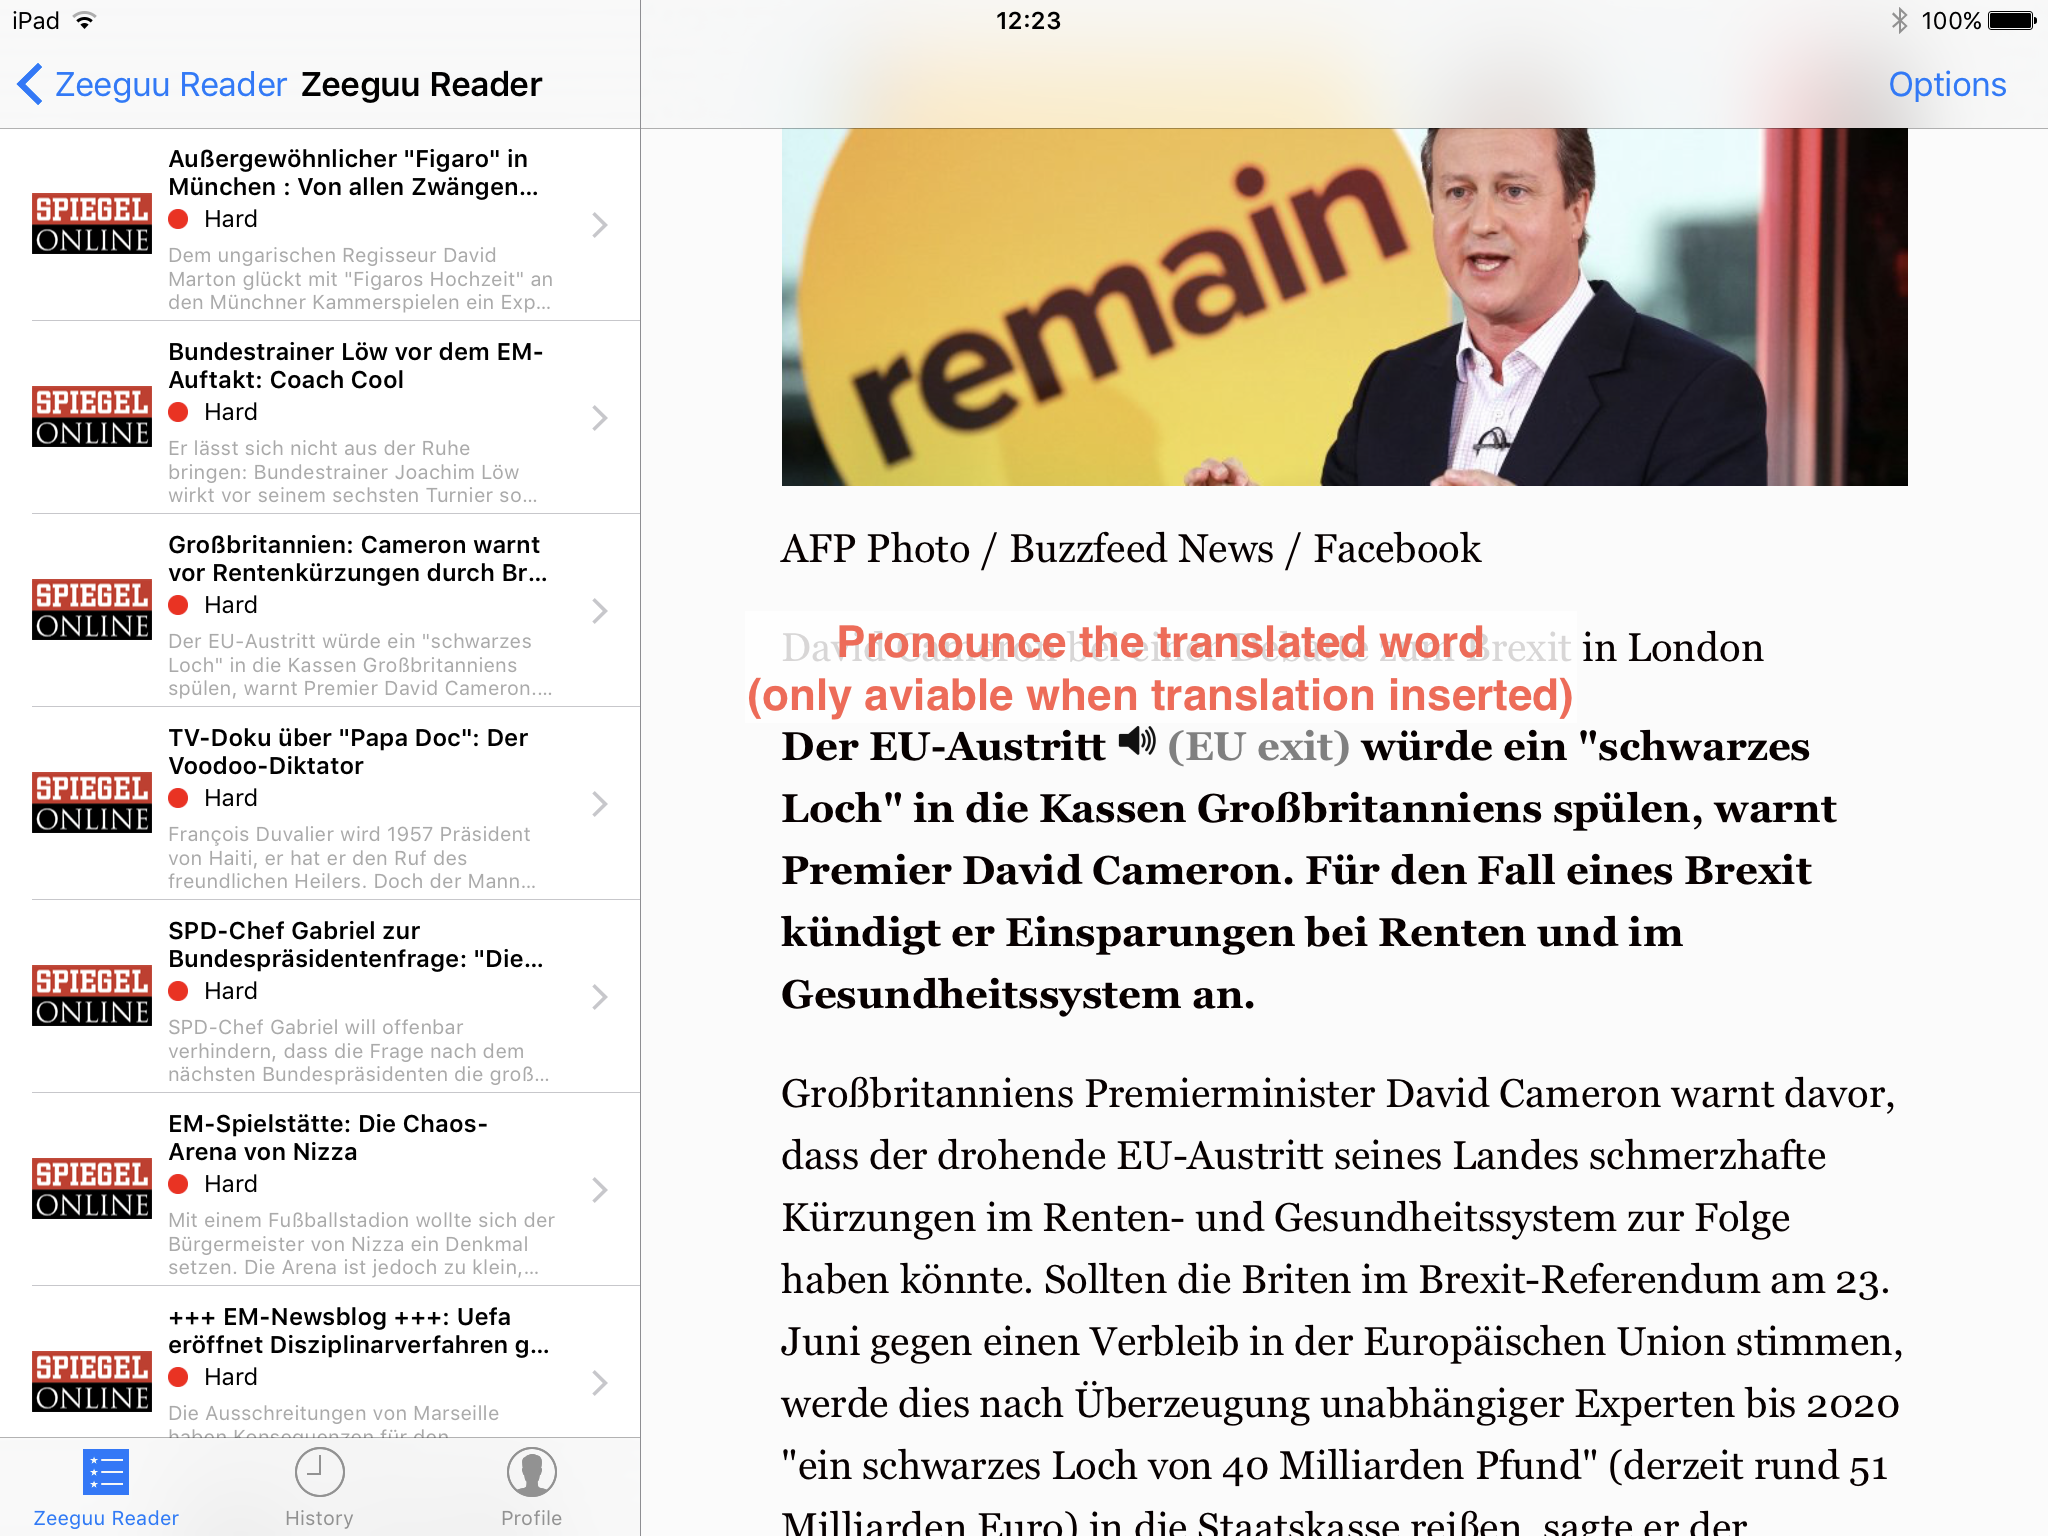 iPad
12:23
100%
Zeeguu Reader
Zeeguu Reader
Options
SPIEGEL
ONLINE
Außergewöhnlicher "Figaro" in
München : Von allen Zwängen...
Hard
Dem ungarischen Regisseur David
Marton glückt mit "Figaros Hochzeit" an
den Münchner Kammerspielen ein Exp...
SPIEGEL
ONLINE
Bundestrainer Löw vor dem EM-
Auftakt: Coach Cool
Hard
Er lässt sich nicht aus der Ruhe
bringen: Bundestrainer Joachim Löw
wirkt vor seinem sechsten Turnier so...
SPIEGEL
ONLINE
Großbritannien: Cameron warnt
vor Rentenkürzungen durch Br...
Hard
Der EU-Austritt würde ein "schwarzes
Loch" in die Kassen Großbritanniens
spülen, warnt Premier David Cameron....
SPIEGEL
ONLINE
TV-Doku über "Papa Doc": Der
Voodoo-Diktator
Hard
François Duvalier wird 1957 Präsident
von Haiti, er hat er den Ruf des
freundlichen Heilers. Doch der Mann...
SPIEGEL
ONLINE
SPD-Chef Gabriel zur
Bundespräsidentenfrage: "Die...
Hard
SPD-Chef Gabriel will offenbar
verhindern, dass die Frage nach dem
nächsten Bundespräsidenten die groß...
SPIEGEL
ONLINE
EM-Spielstätte: Die Chaos-
Arena von Nizza
Hard
Mit einem Fußballstadion wollte sich der
Bürgermeister von Nizza ein Denkmal
setzen. Die Arena ist jedoch zu klein,...
SPIEGEL
ONLINE
+++ EM-Newsblog +++: Uefa
eröffnet Disziplinarverfahren g...
Hard
Die Ausschreitungen von Marseille
haben Konsequenzen für den
Zeeguu Reader
History
Profile
remain
AFP Photo / Buzzfeed News / Facebook
David Cameron bei einer Debatte zum Brexit in London
Pronounce the translated word
(only aviable when translation inserted)
Der EU-Austritt (EU exit) würde ein "schwarzes
Loch" in die Kassen Großbritanniens spülen, warnt
Premier David Cameron. Für den Fall eines Brexit
kündigt er Einsparungen bei Renten und im
Gesundheitssystem an.
Großbritanniens Premierminister David Cameron warnt davor,
dass der drohende EU-Austritt seines Landes schmerzhafte
Kürzungen im Renten- und Gesundheitssystem zur Folge
haben könnte. Sollten die Briten im Brexit-Referendum am 23.
Juni gegen einen Verbleib in der Europäischen Union stimmen,
werde dies nach Überzeugung unabhängiger Experten bis 2020
"ein schwarzes Loch von 40 Milliarden Pfund" (derzeit rund 51
Milliarden Euro) in die Staatskasse reißen, sagte er der